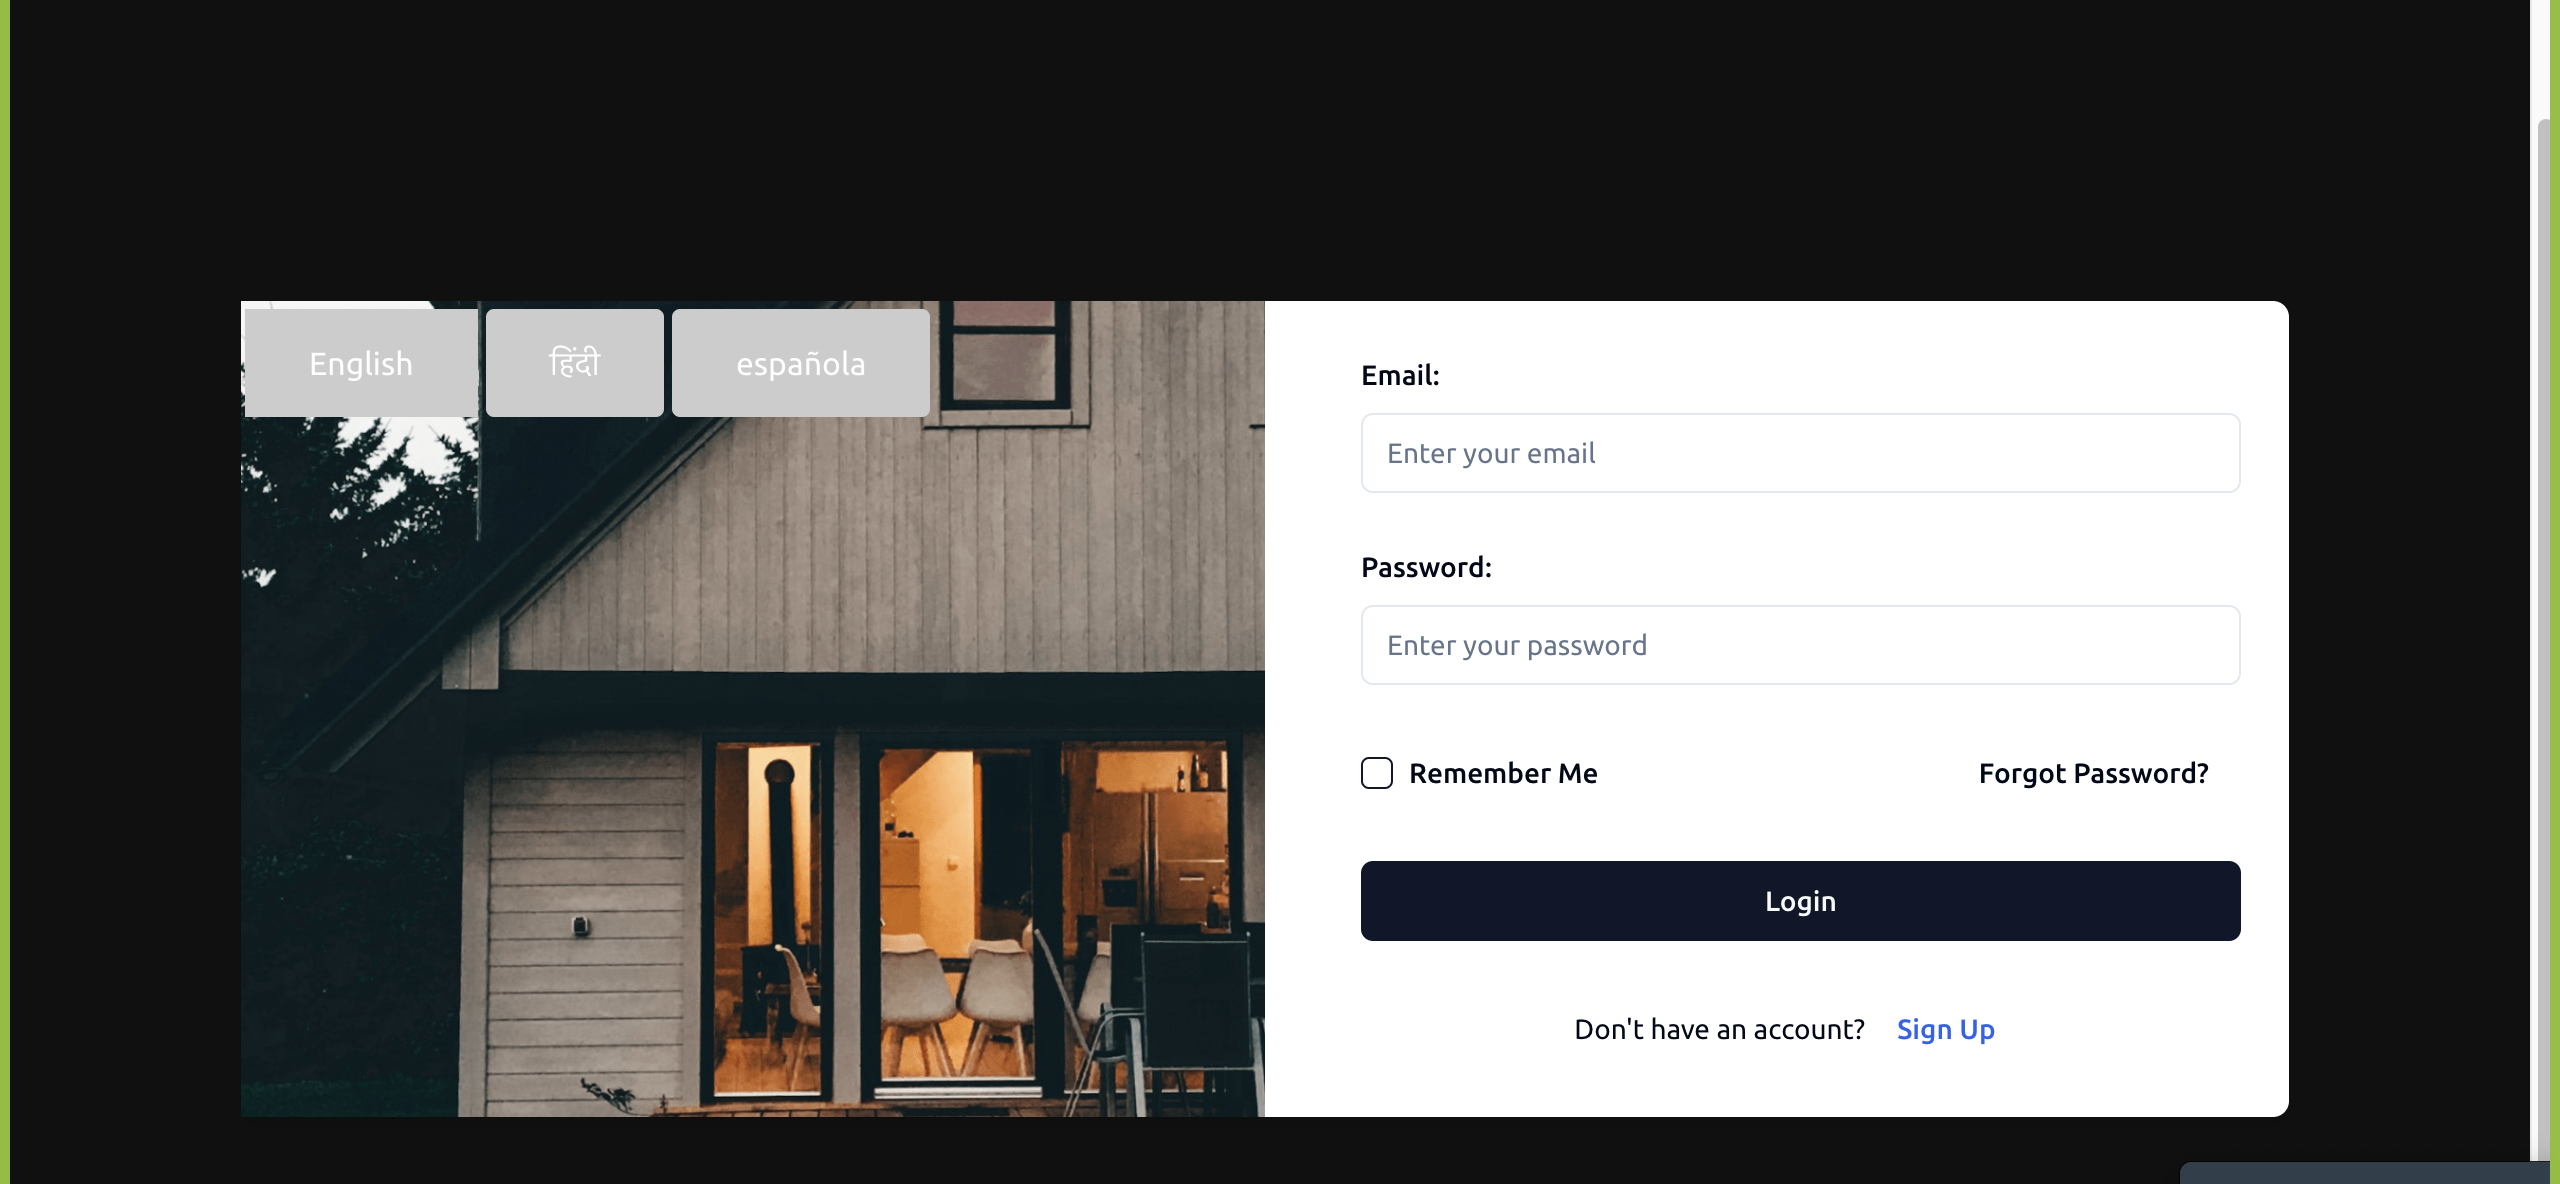 English
हिंदी
española
Email:
Enter your email
Password:
Enter your password
Remember Me
Forgot Password?
Login
Don't have an account? Sign Up